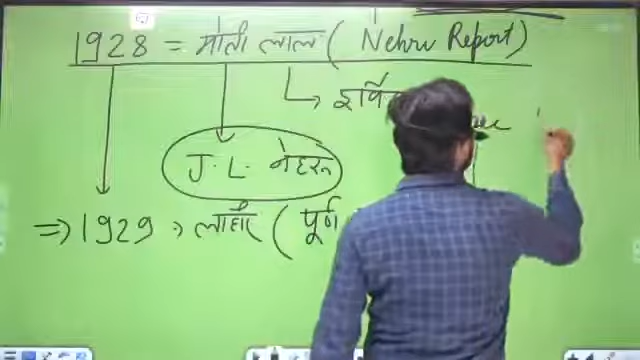 1928 = मोती लाल ( Nehru Report )
J. L. नेहरू
⇒ 1929 , लाहौर ( पूर्ण